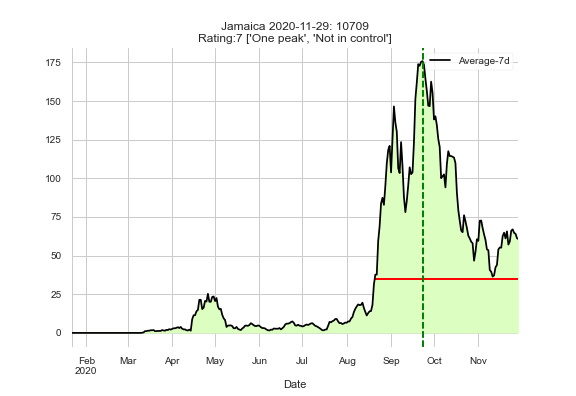 Jamaica 2020-11-29: 10709
Rating:7 ['One peak', 'Not in control']
Average-7d
175
150
125
100
75
50
25
0
Feb Mar Apr May Jun Jul Aug Sep Oct Nov
2020
Date